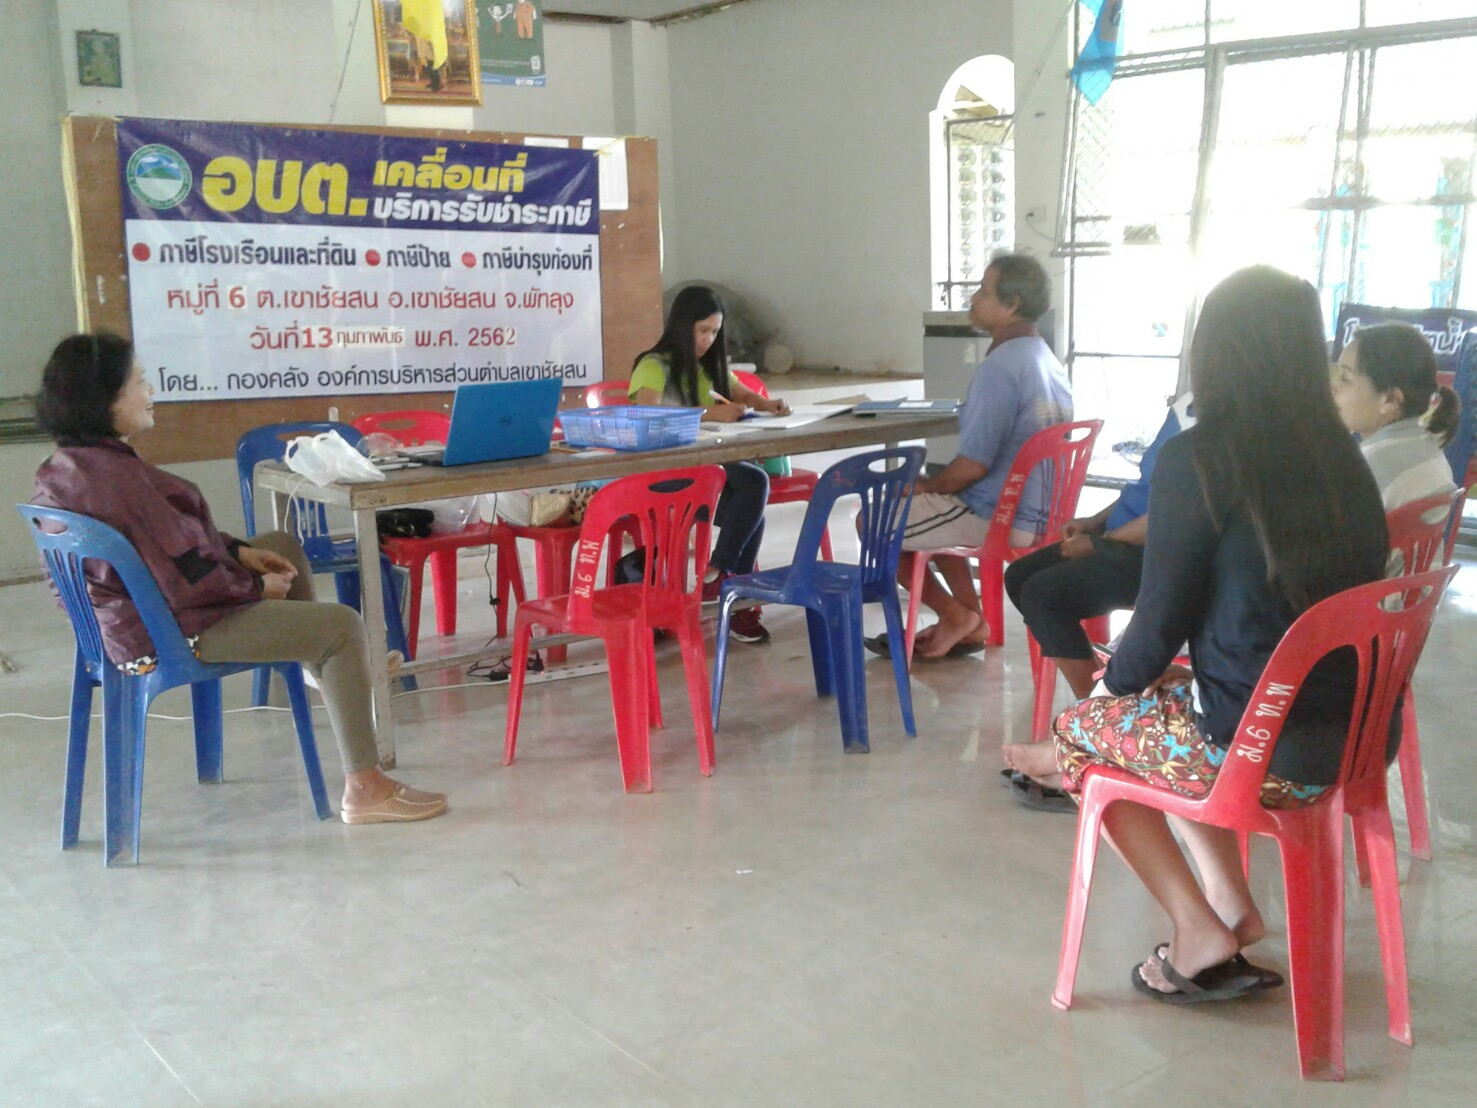 อบต. เคลื่อนที่
บริการรับชำระภาษี
ภาษีโรงเรือนและที่ดิน ภาษีป้าย ภาษีบำรุงท้องที่
หมู่ที่ 6 ต.เขาชัยสน อ.เขาชัยสน จ.พัทลุง
วันที่ 13 กุมภาพันธ์ พ.ศ. 2562
โดย... กองคลัง องค์การบริหารส่วนตำบลเขาชัยสน
ม.6 ท.พ
ม.6 ท.พ
ม.6 ท.พ